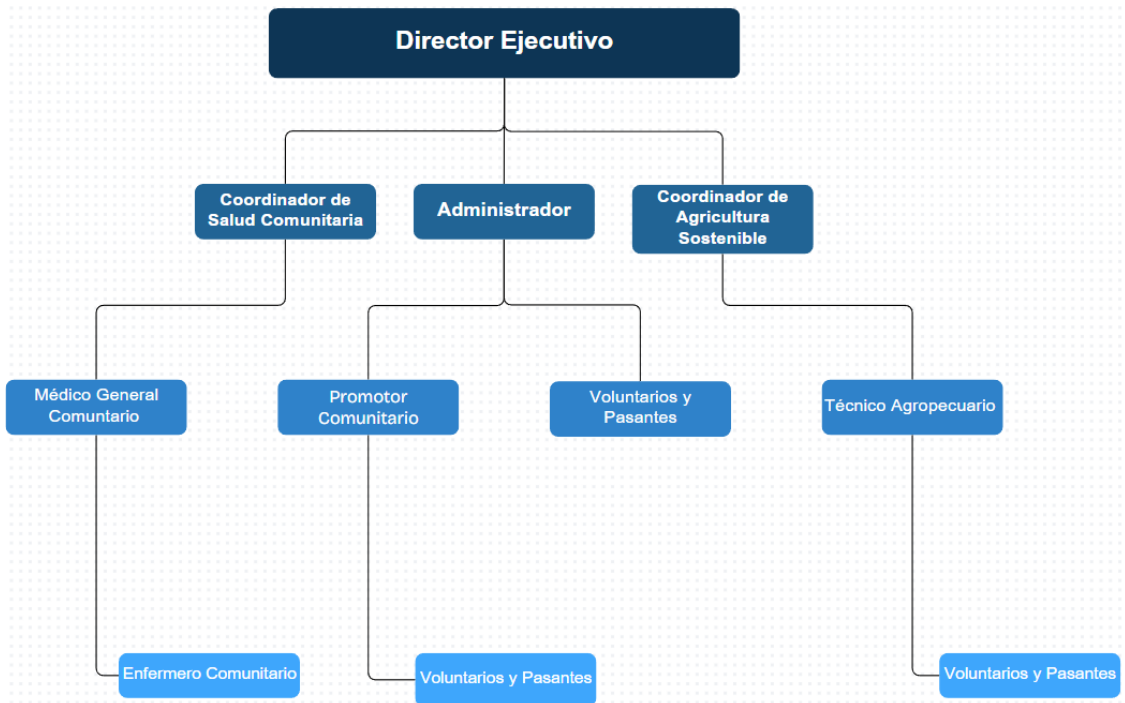 Director Ejecutivo
Coordinador de
Salud Comunitaria
Administrador
Coordinador de
Agricultura
Sostenible
Médico General
Comuntario
Promotor
Comunitario
Voluntarios y
Pasantes
Técnico Agropecuario
Enfermero Comunitario
Voluntarios y Pasantes
Voluntarios y Pasantes